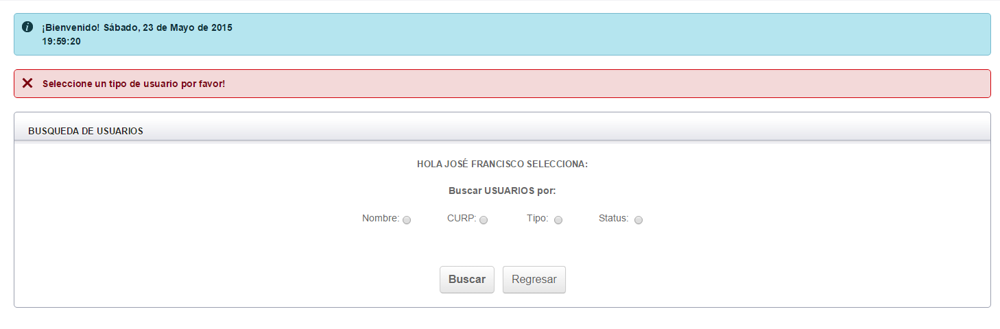 ¡Bienvenido! Sábado, 23 de Mayo de 2015
19:59:20
Seleccione un tipo de usuario por favor!
BUSQUEDA DE USUARIOS
HOLA JOSÉ FRANCISCO SELECCIONA:
Buscar USUARIOS por:
Nombre: CURP: Tipo: Status:
Buscar Regresar